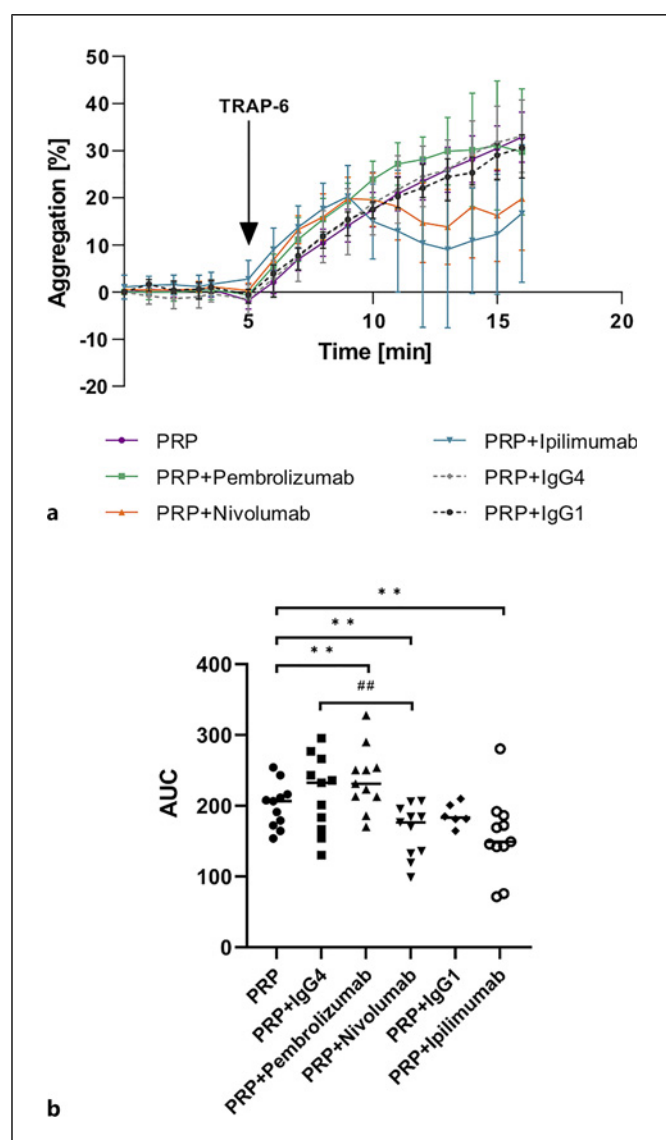 50
40
TRAP-6
30
20
10
0
5
10
15
20
-10
-20
Aggregation [%]
Time [min]
PRP
PRP+Ipilimumab
PRP+Pembrolizumab
PRP+IgG4
PRP+Nivolumab
PRP+IgG1
a
* *
* *
* *
##
400
300
200
100
0
AUC
PRP
PRP+IgG4
PRP+Pembrolizumab
PRP+Nivolumab
PRP+IgG1
PRP+Ipilimumab
b